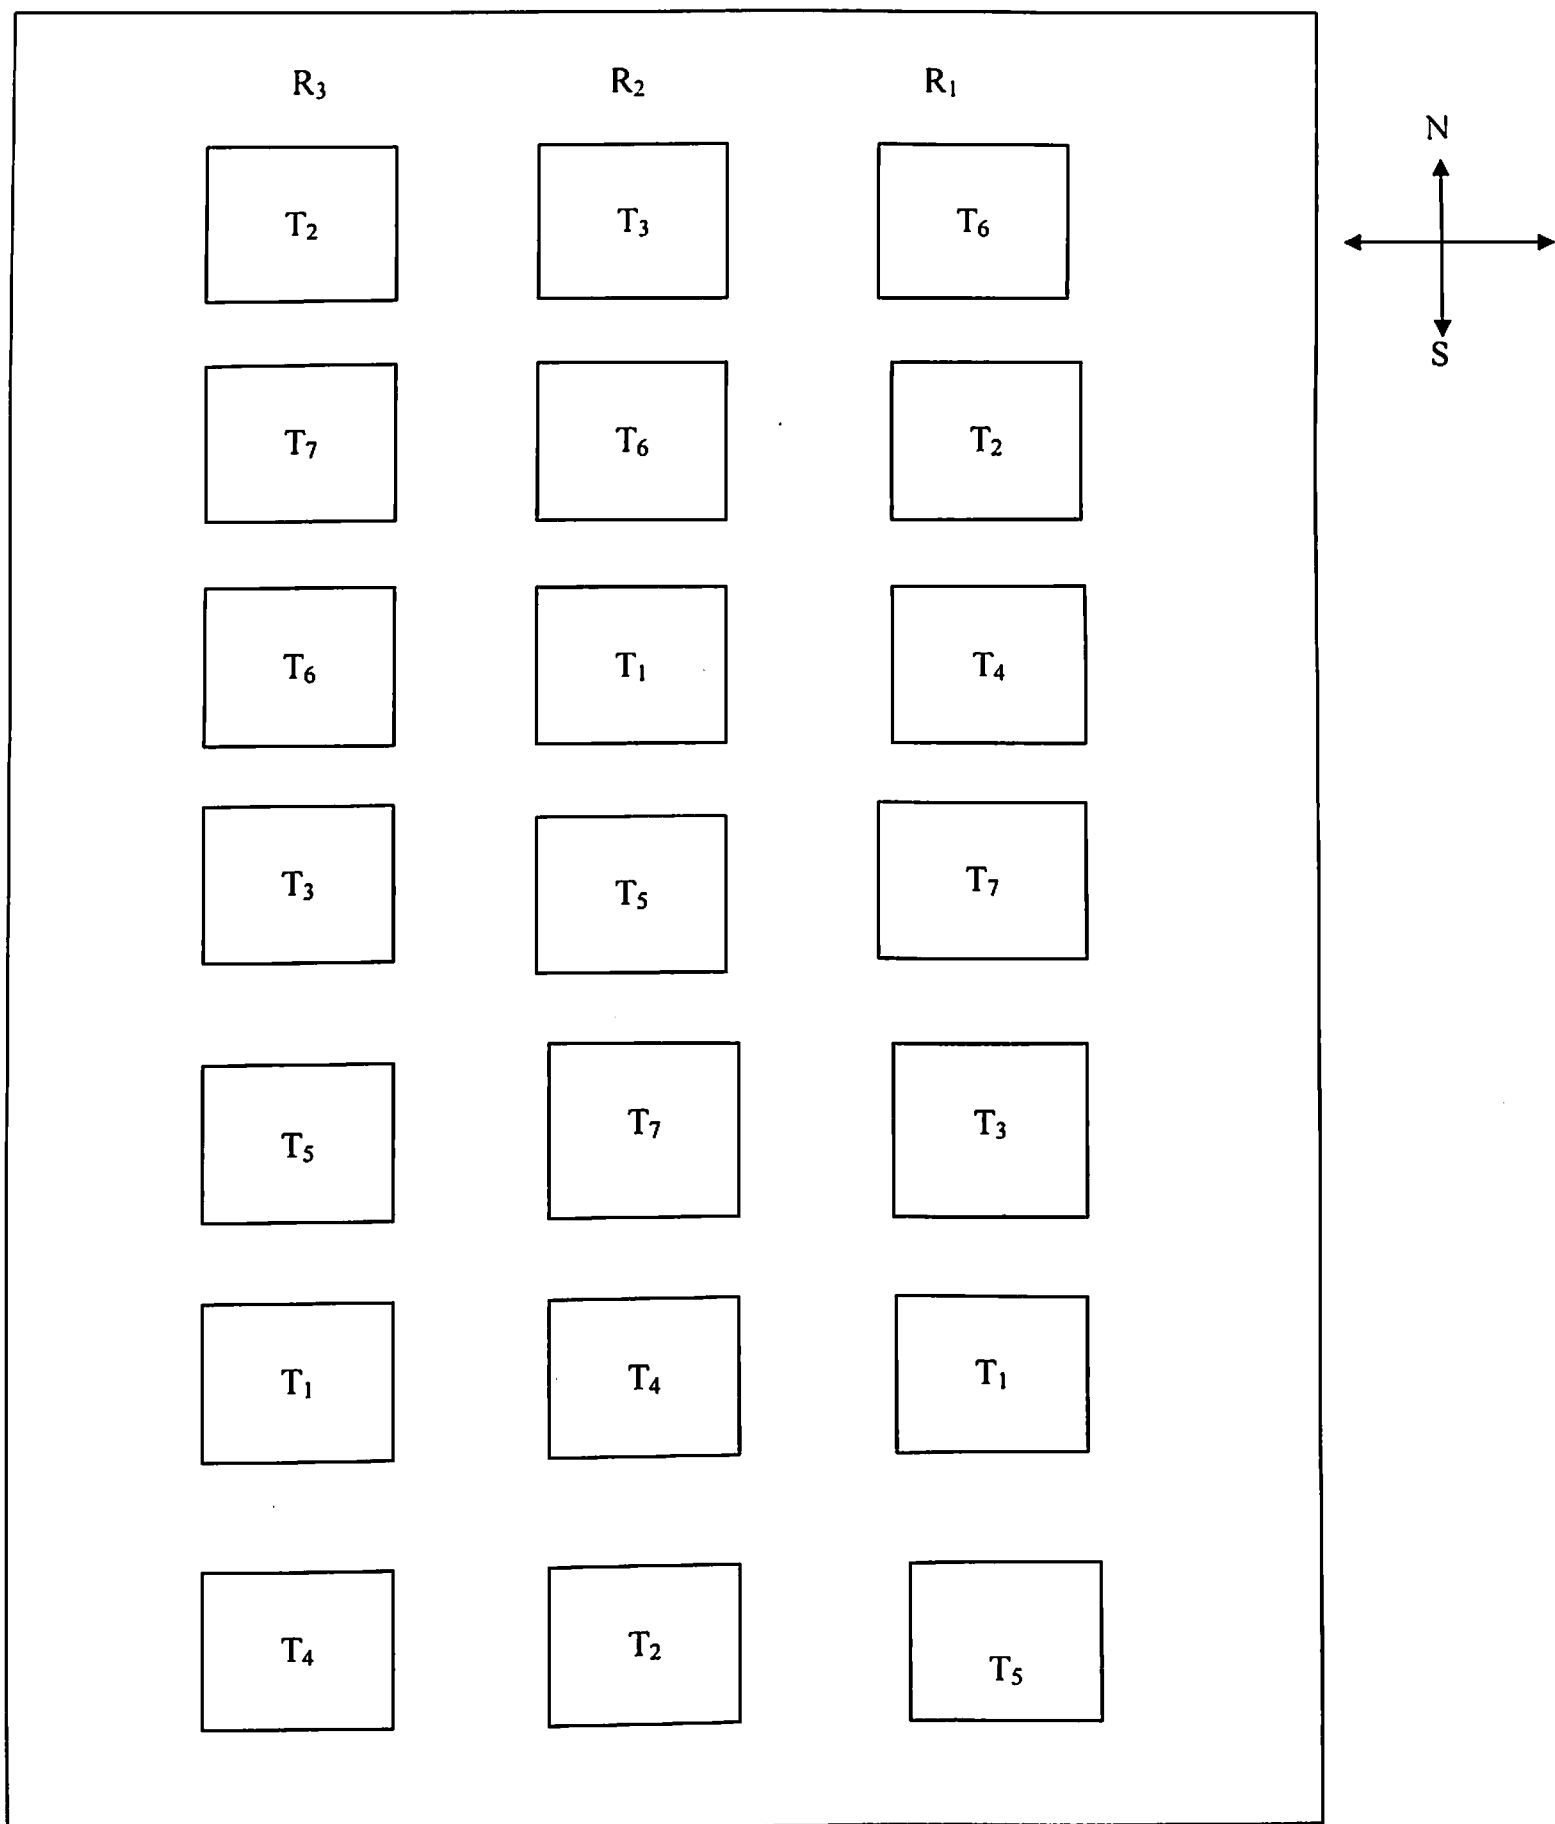 R₃ R₂ R₁
N
T₂ T₃ T₆
S
T₇ T₆ T₂
T₆ T₁ T₄
T₃ T₅ T₇
T₅ T₇ T₃
T₁ T₄ T₁
T₄ T₂ T₅